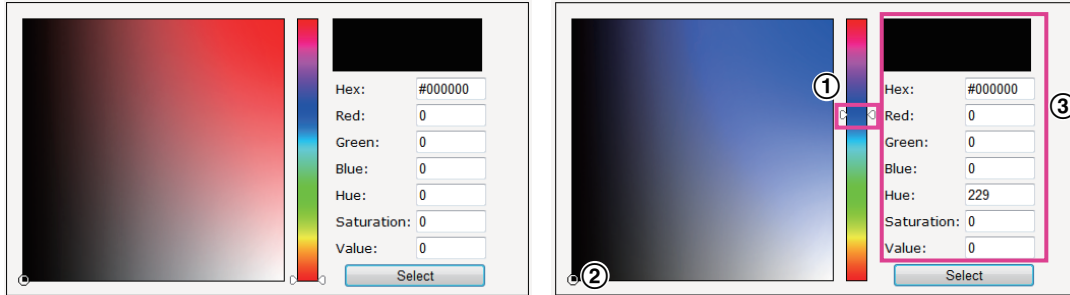 Hex: #000000
Red: 0
Green: 0
Blue: 0
Hue: 0
Saturation: 0
Value: 0
Select
①
②
③
Hex: #000000
Red: 0
Green: 0
Blue: 0
Hue: 229
Saturation: 0
Value: 0
Select